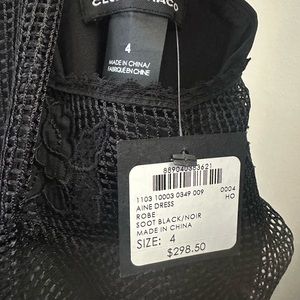 4
MADE IN CHINA/
FABRIQUÉ EN CHINE
1103 10003 0349 009 0004
AINE DRESS HO
ROBE
SOOT BLACK/NOIR
MADE IN CHINA
SIZE: 4
$298.50